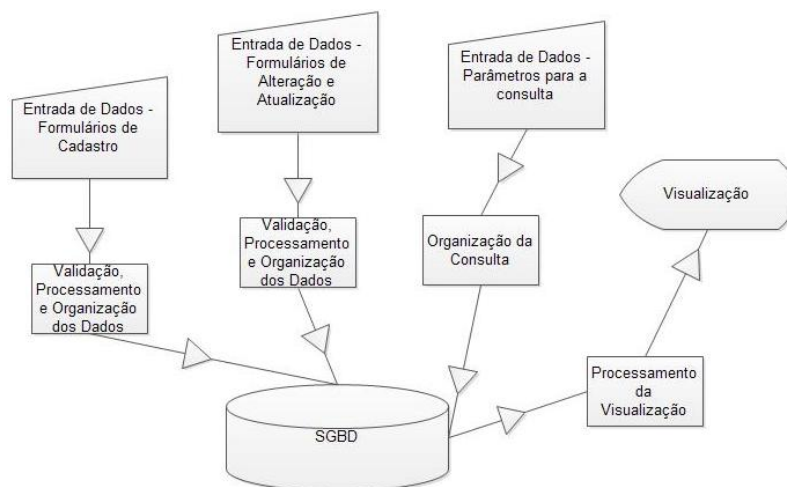 Entrada de Dados -
Formulários de
Cadastro
Entrada de Dados -
Formulários de
Alteração e
Atualização
Entrada de Dados -
Parâmetros para a
consulta
Visualização
Validação,
Processamento
e Organização
dos Dados
Validação,
Processamento
e Organização
dos Dados
Organização da
Consulta
Processamento
da
Visualização
SGBD